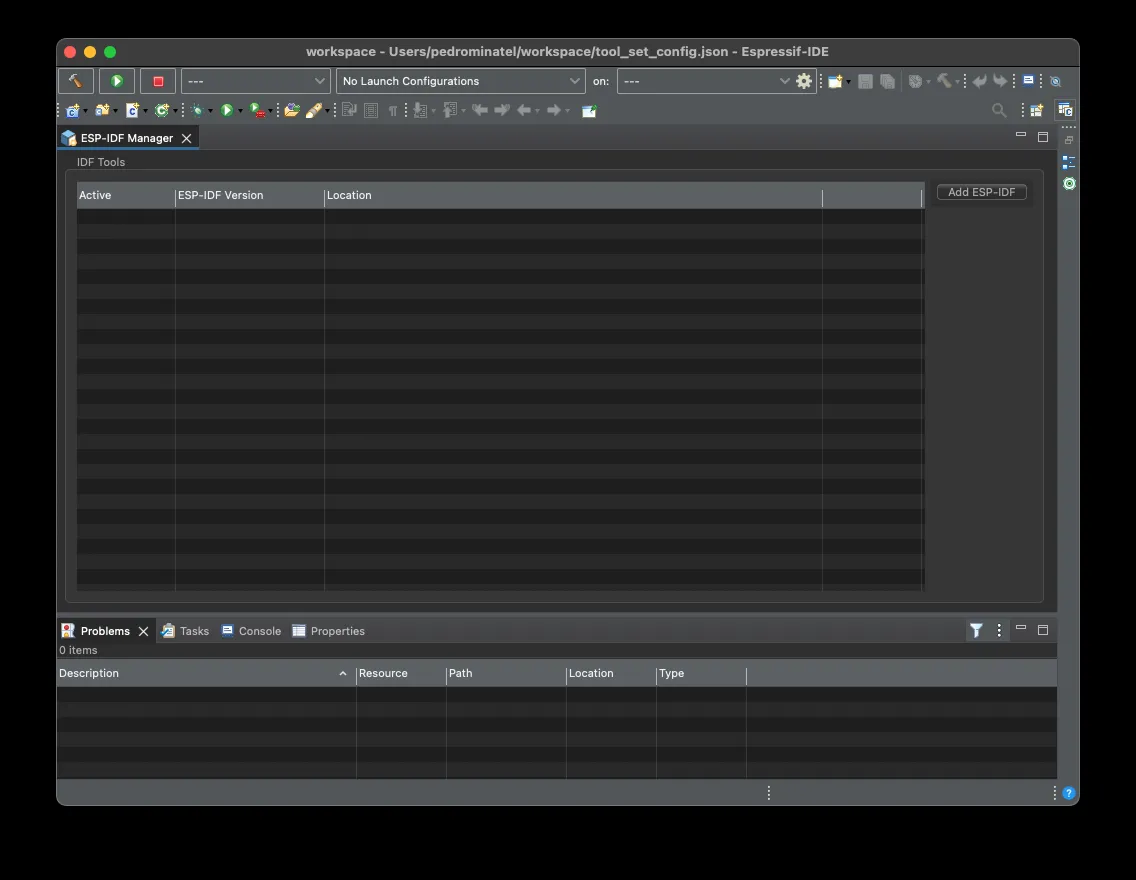 workspace - Users/pedrominatel/workspace/tool_set_config.json - Espressif-IDE
--- No Launch Configurations on: ---
ESP-IDF Manager
IDF Tools
Active ESP-IDF Version Location
Add ESP-IDF
Problems Tasks Console Properties
0 items
Description Resource Path Location Type